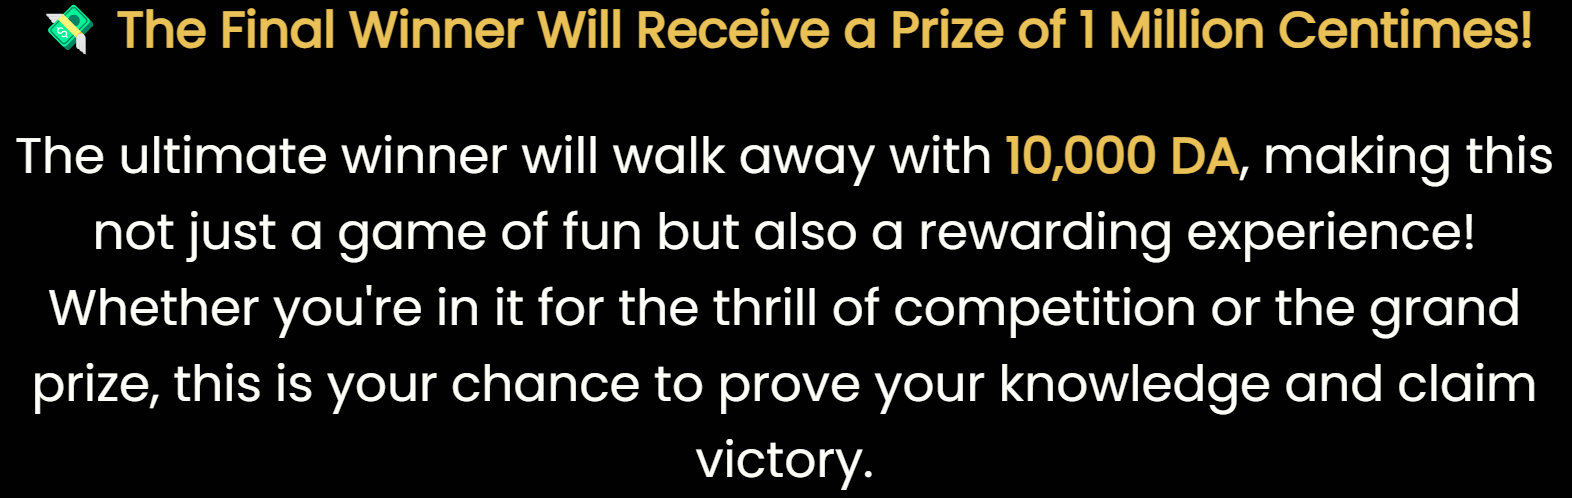 💸 The Final Winner Will Receive a Prize of 1 Million Centimes!
The ultimate winner will walk away with 10,000 DA, making this
not just a game of fun but also a rewarding experience!
Whether you're in it for the thrill of competition or the grand
prize, this is your chance to prove your knowledge and claim
victory.